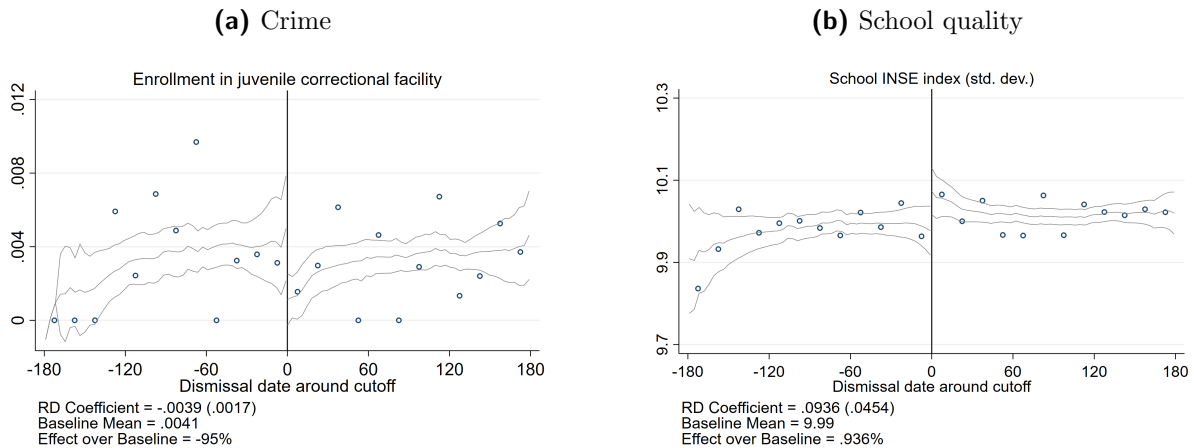 (a) Crime
Enrollment in juvenile correctional facility
.012
.008
.004
0
-180 -120 -60 0 60 120 180
Dismissal date around cutoff
RD Coefficient = -.0039 (.0017)
Baseline Mean = .0041
Effect over Baseline = -95%
(b) School quality
School INSE index (std. dev.)
10.3
10.1
9.9
9.7
-180 -120 -60 0 60 120 180
Dismissal date around cutoff
RD Coefficient = .0936 (.0454)
Baseline Mean = 9.99
Effect over Baseline = .936%